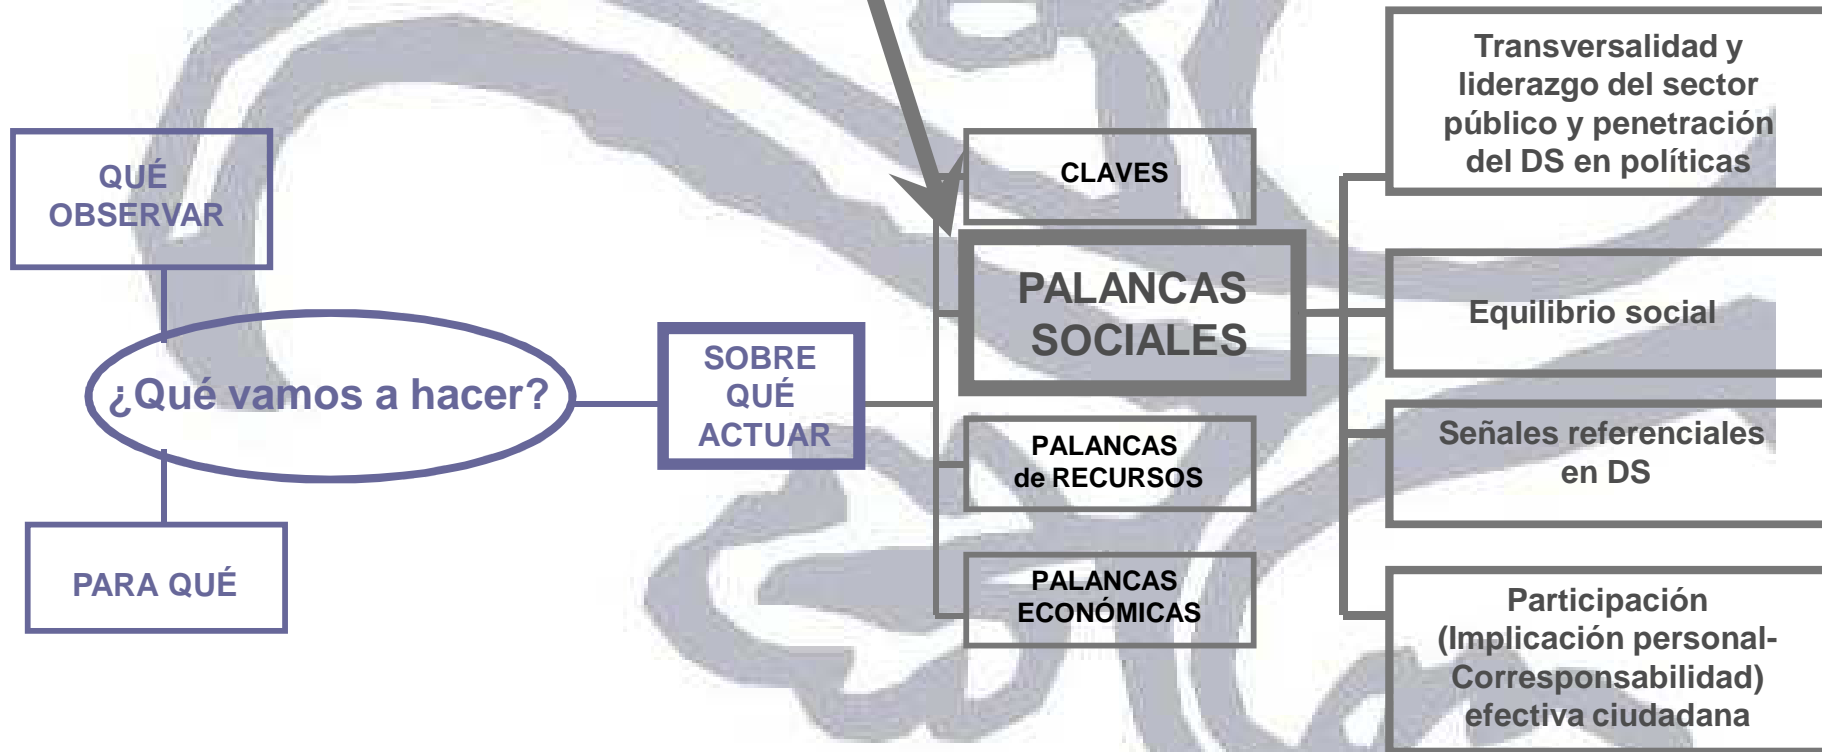 QUÉ
OBSERVAR
¿Qué vamos a hacer?
PARA QUÉ
SOBRE
QUÉ
ACTUAR
CLAVES
PALANCAS
SOCIALES
PALANCAS
de RECURSOS
PALANCAS
ECONÓMICAS
Transversalidad y
liderazgo del sector
público y penetración
del DS en políticas
Equilibrio social
Señales referenciales
en DS
Participación
(Implicación personal-
Corresponsabilidad)
efectiva ciudadana